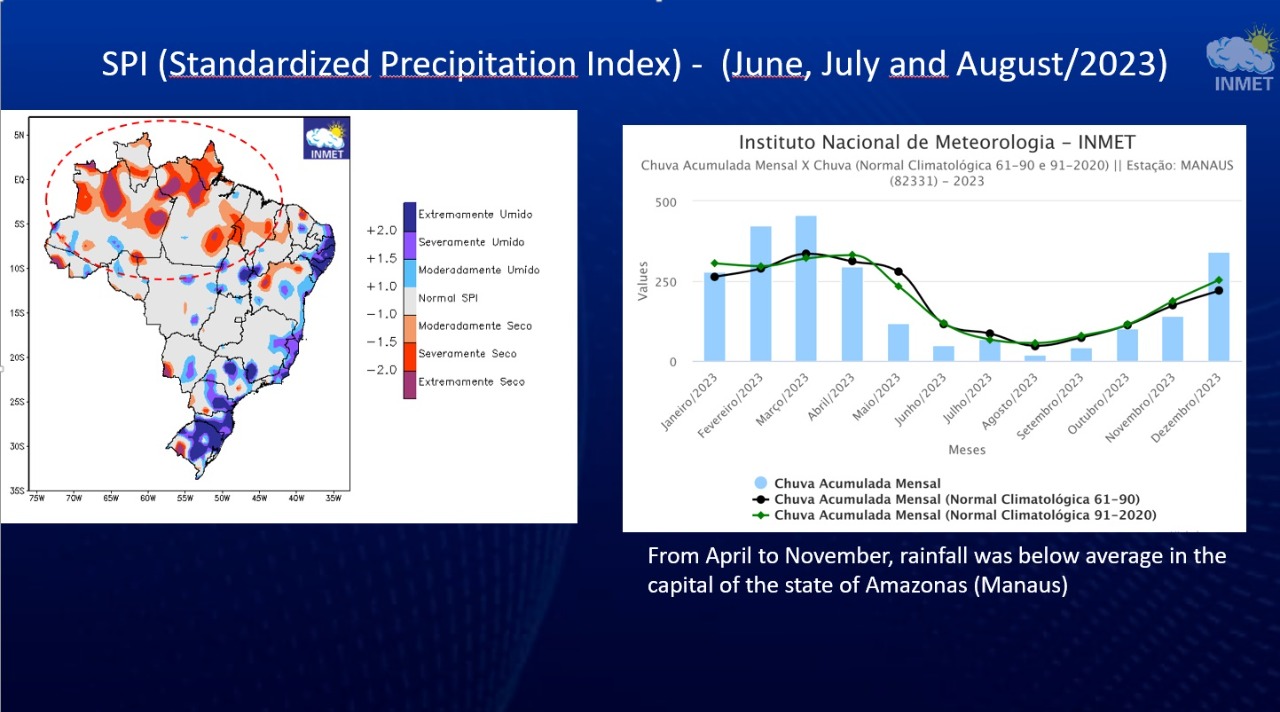 SPI (Standardized Precipitation Index) -  (June, July and August/2023)
INMET
5N
EQ
5S
10S
15S
20S
25S
30S
35S
75W 70W 65W 60W 55W 50W 45W 40W 35W
INMET
+2.0
+1.5
+1.0
−1.0
−1.5
−2.0
Extremamente Umido
Severamente Umido
Moderadamente Umido
Normal SPI
Moderadamente Seco
Severamente Seco
Extremamente Seco
Instituto Nacional de Meteorologia – INMET
Chuva Acumulada Mensal X Chuva (Normal Climatológica 61–90 e 91–2020) || Estação: MANAUS
(82331) – 2023
500
250
0
Values
Janeiro/2023
Fevereiro/2023
Março/2023
Abril/2023
Maio/2023
Junho/2023
Julho/2023
Agosto/2023
Setembro/2023
Outubro/2023
Novembro/2023
Dezembro/2023
Meses
Chuva Acumulada Mensal
Chuva Acumulada Mensal (Normal Climatológica 61–90)
Chuva Acumulada Mensal (Normal Climatológica 91–2020)
From April to November, rainfall was below average in the
capital of the state of Amazonas (Manaus)